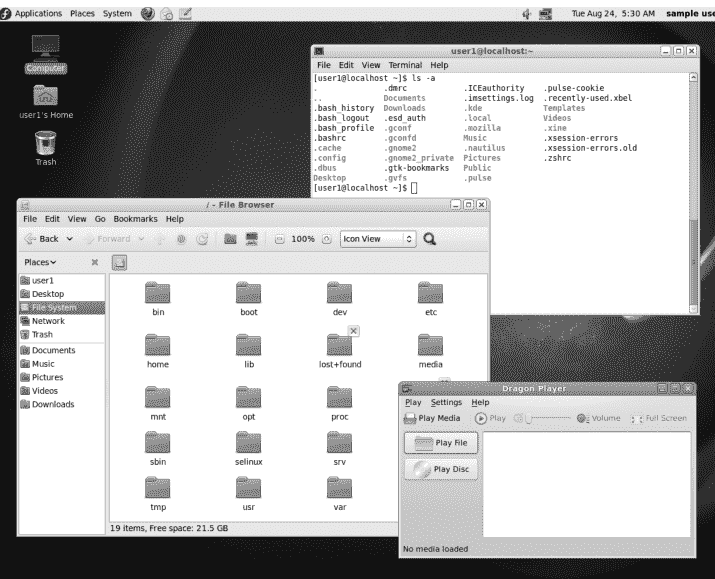 Applications Places System Tue Aug 24, 5:30 AM sample use
Computer
user1's Home
Trash
user1@localhost:~
File Edit View Terminal Help
[user1@localhost ~]$ ls -a
. .dmrc .ICEauthority .pulse-cookie
.. Documents .imsettings.log .recently-used.xbel
.bash_history Downloads .kde Templates
.bash_logout .esd_auth .local Videos
.bash_profile .gconf .mozilla .xine
.bashrc .gconfd Music .xsession-errors
.cache .gnome2 .nautilus .xsession-errors.old
.config .gnome2_private Pictures .zshrc
.dbus .gtk-bookmarks Public
Desktop .gvfs .pulse
[user1@localhost ~]$
/ - File Browser
File Edit View Go Bookmarks Help
Back Forward 100% Icon View
Places
user1
Desktop
File System
Network
Trash
Documents
Music
Pictures
Videos
Downloads
bin boot dev etc
home lib lost+found media
mnt opt proc
sbin selinux srv
tmp usr var
19 items, Free space: 21.5 GB
Dragon Player
Play Settings Help
Play Media Play Volume Full Screen
Play File
Play Disc
No media loaded